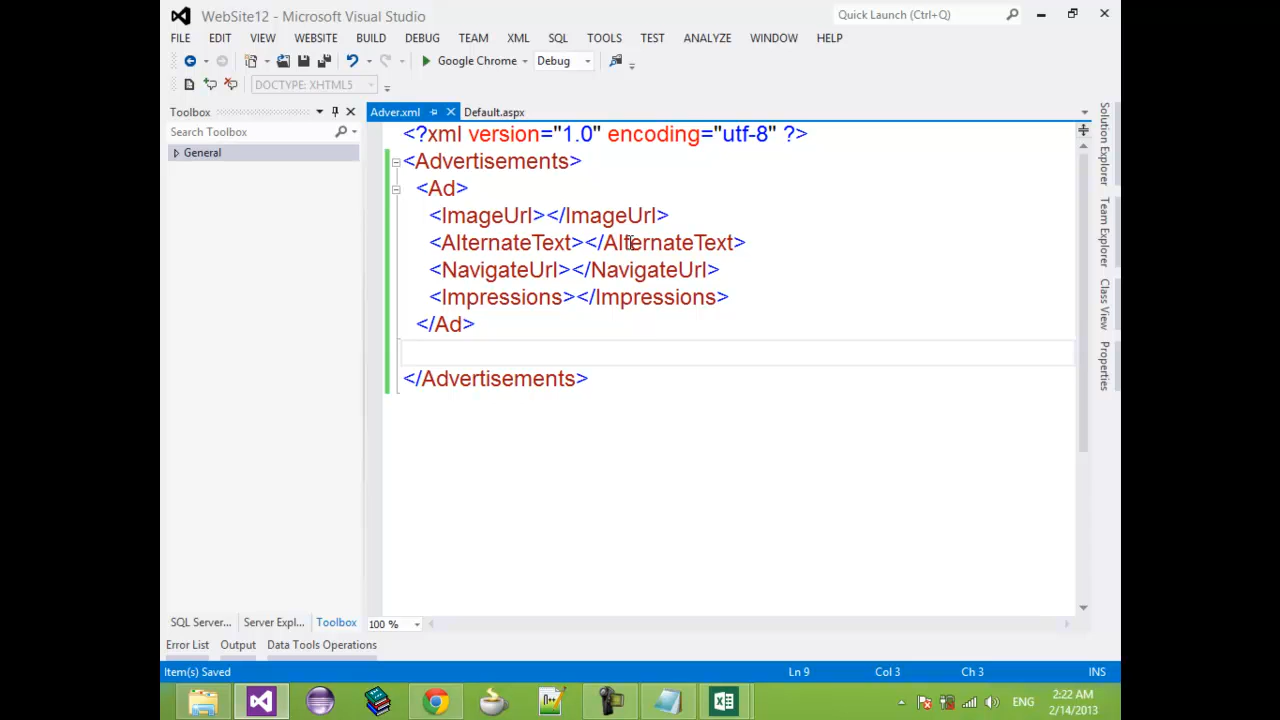 WebSite12 - Microsoft Visual Studio
Quick Launch (Ctrl+Q)
FILE EDIT VIEW WEBSITE BUILD DEBUG TEAM XML SQL TOOLS TEST ANALYZE WINDOW HELP
Google Chrome Debug
DOCTYPE: XHTML5
Toolbox
Adver.xml Default.aspx
Search Toolbox
General
<?xml version="1.0" encoding="utf-8" ?>
<Advertisements>
<Ad>
<ImageUrl></ImageUrl>
<AlternateText></AlternateText>
<NavigateUrl></NavigateUrl>
<Impressions></Impressions>
</Ad>
</Advertisements>
Solution Explorer
Team Explorer
Class View
Properties
SQL Server... Server Expl... Toolbox
100 %
Error List Output Data Tools Operations
Item(s) Saved Ln 9 Col 3 Ch 3 INS
ENG
2:22 AM
2/14/2013